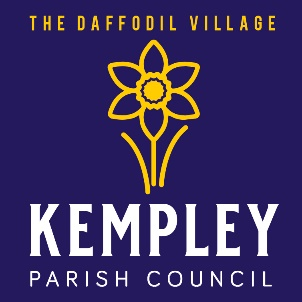 THE DAFFODIL VILLAGE
KEMPLEY
PARISH COUNCIL